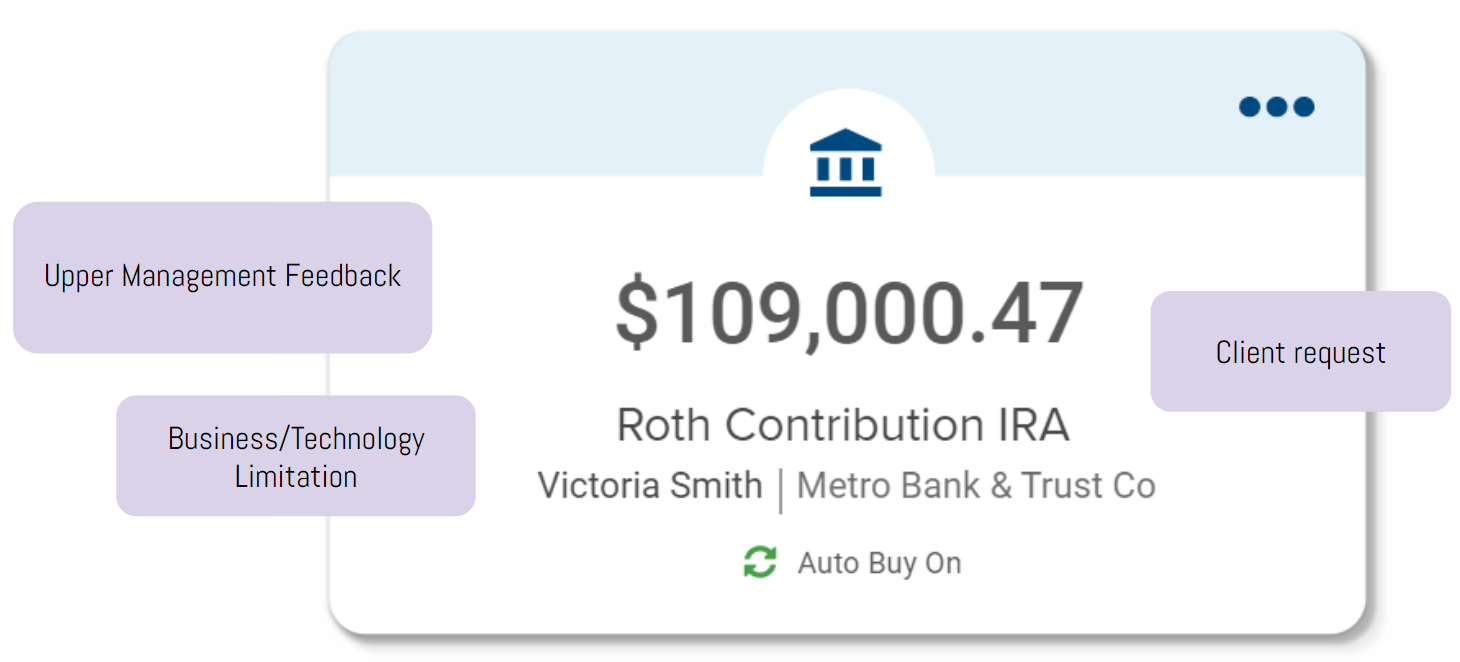 Upper Management Feedback
$109,000.47
Client request
Business/Technology
Limitation
Roth Contribution IRA
Victoria Smith | Metro Bank & Trust Co
Auto Buy On